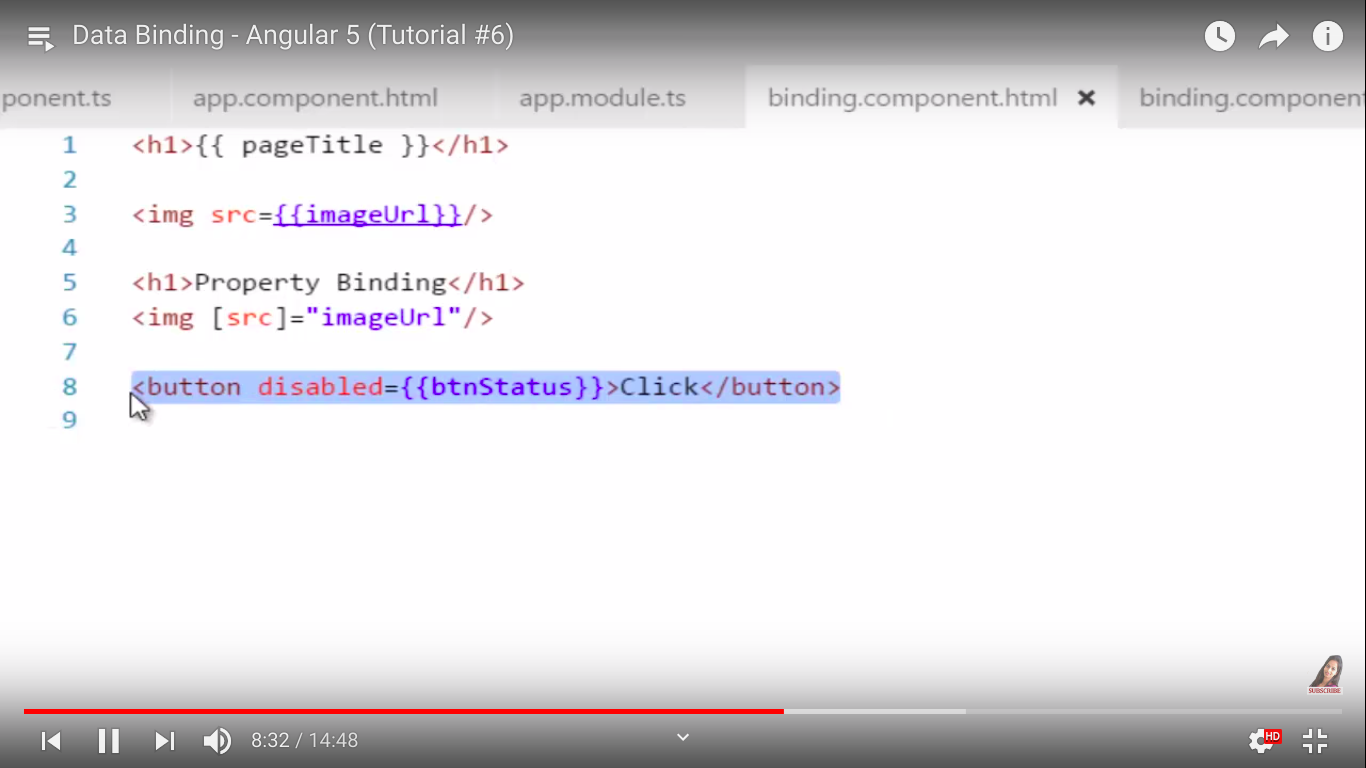 Data Binding - Angular 5 (Tutorial #6)
ponent.ts app.component.html app.module.ts binding.component.html binding.component
1 <h1>{{ pageTitle }}</h1>
2
3 <img src={{imageUrl}}/>
4
5 <h1>Property Binding</h1>
6 <img [src]="imageUrl"/>
7
8 <button disabled={{btnStatus}}>Click</button>
9
SUBSCRIBE
8:32 / 14:48
HD